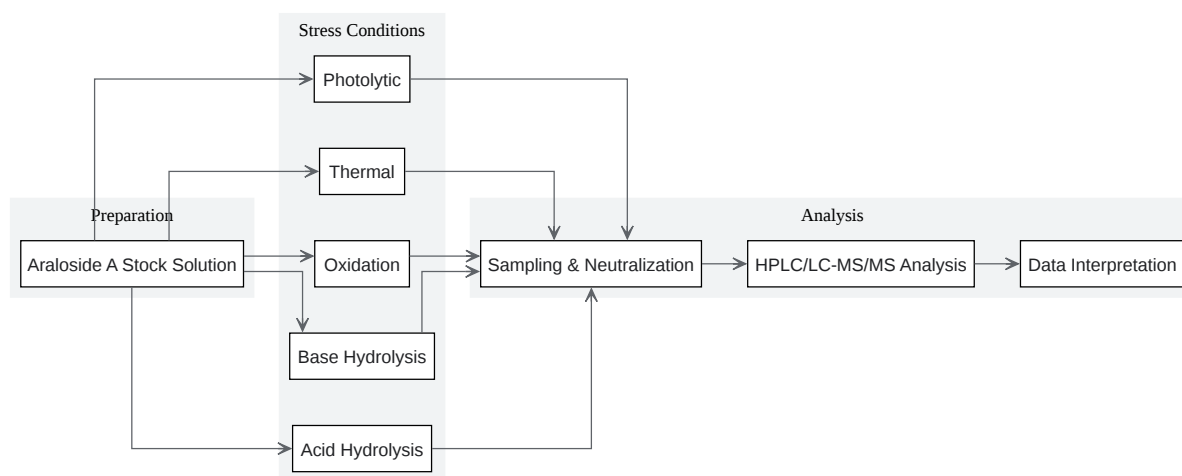 Stress Conditions
Photolytic
Thermal
Preparation
Analysis
Araloside A Stock Solution
Oxidation
Sampling & Neutralization
HPLC/LC-MS/MS Analysis
Data Interpretation
Base Hydrolysis
Acid Hydrolysis